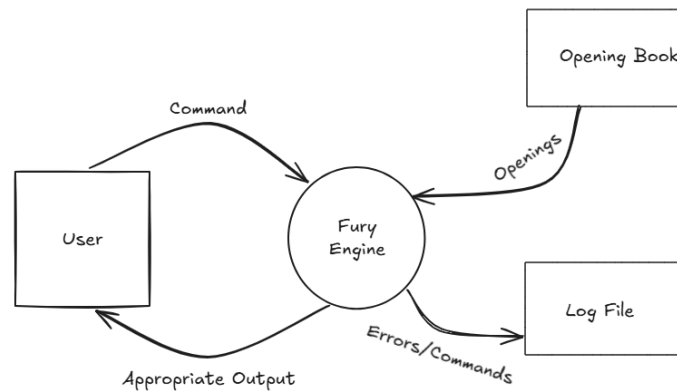 Opening Book
Command
Openings
User
Fury
Engine
Log File
Errors/Commands
Appropriate Output